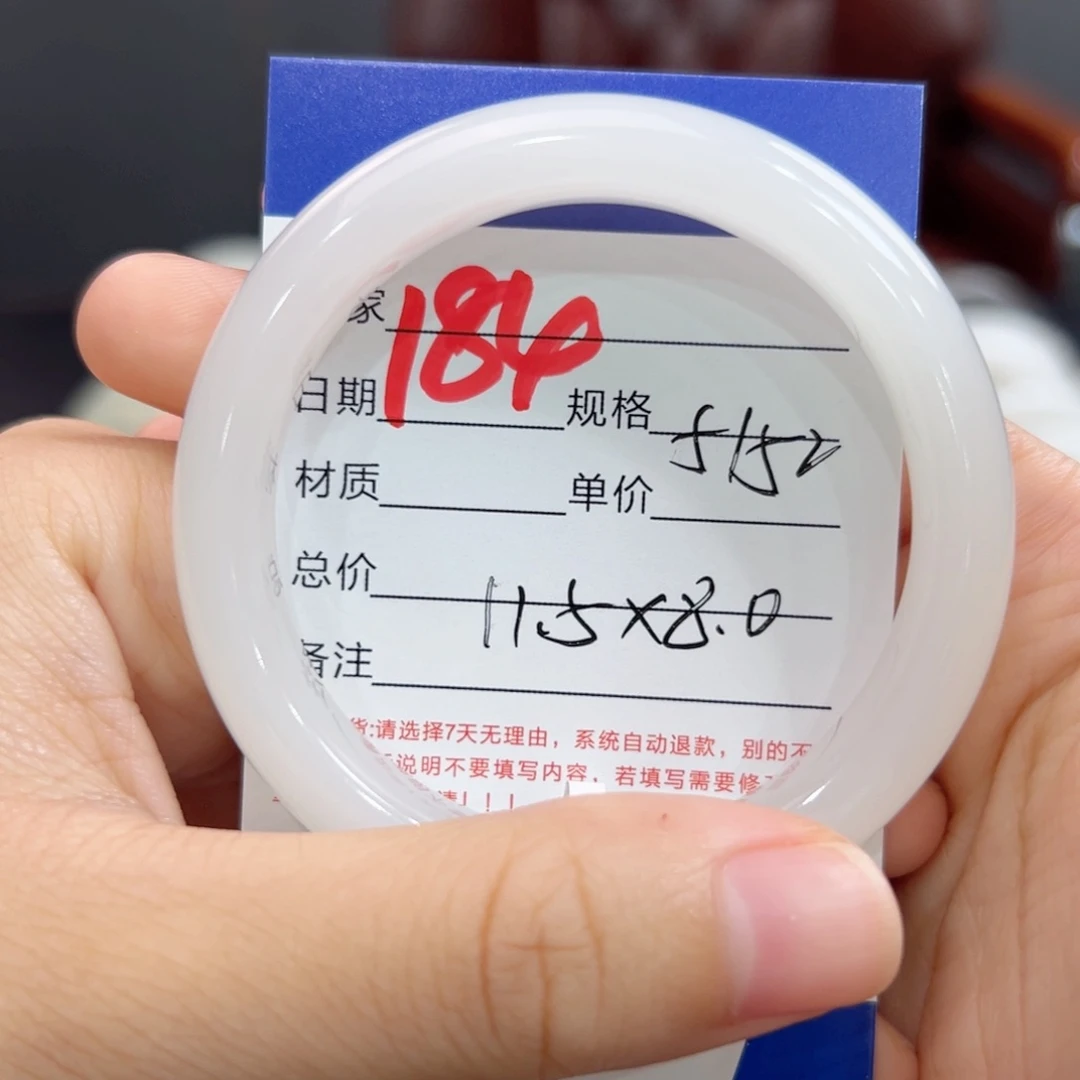 家 184
日期 规格 5152
材质 单价
总价
11.5×8.0
备注
货:请选择7天无理由，系统自动退款，别的不
说明不要填写内容，若填写需要修
请！！！